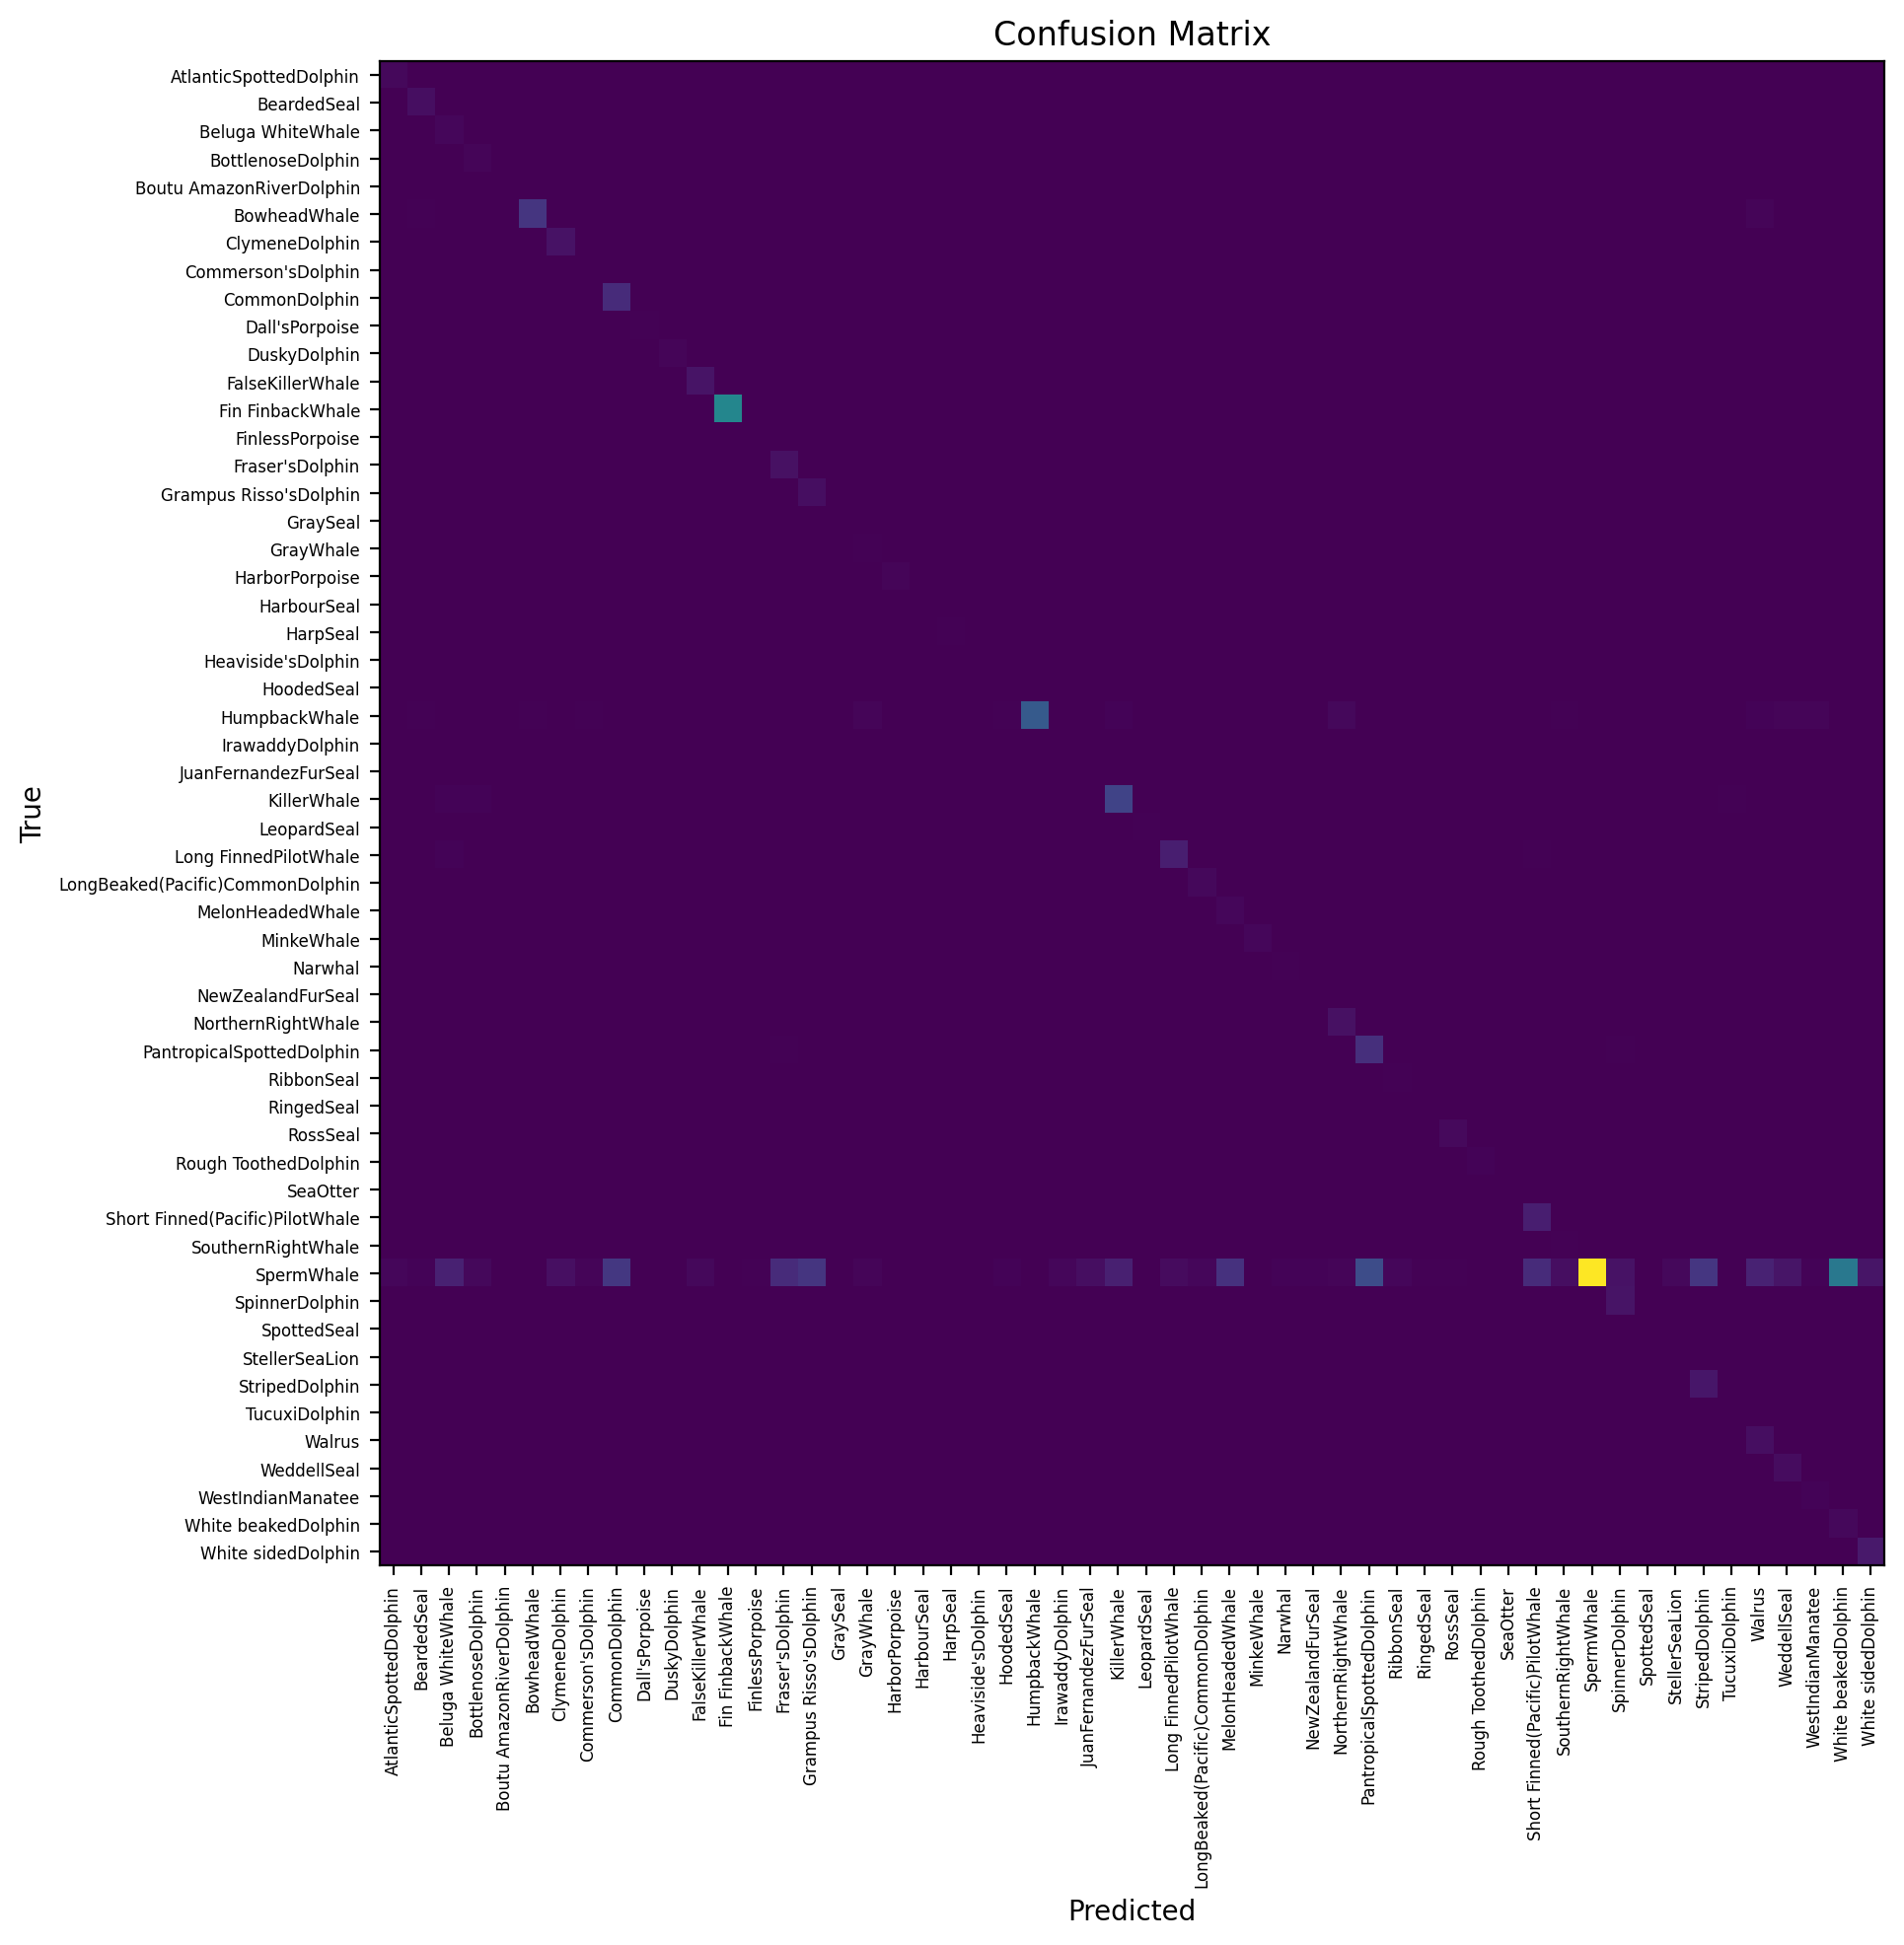 Confusion Matrix
AtlanticSpottedDolphin
BeardedSeal
Beluga WhiteWhale
BottlenoseDolphin
Boutu AmazonRiverDolphin
BowheadWhale
ClymeneDolphin
Commerson'sDolphin
CommonDolphin
Dall'sPorpoise
DuskyDolphin
FalseKillerWhale
Fin FinbackWhale
FinlessPorpoise
Fraser'sDolphin
Grampus Risso'sDolphin
GraySeal
GrayWhale
HarborPorpoise
HarbourSeal
HarpSeal
Heaviside'sDolphin
HoodedSeal
HumpbackWhale
IrawaddyDolphin
JuanFernandezFurSeal
KillerWhale
LeopardSeal
Long FinnedPilotWhale
LongBeaked(Pacific)CommonDolphin
MelonHeadedWhale
MinkeWhale
Narwhal
NewZealandFurSeal
NorthernRightWhale
PantropicalSpottedDolphin
RibbonSeal
RingedSeal
RossSeal
Rough ToothedDolphin
SeaOtter
Short Finned(Pacific)PilotWhale
SouthernRightWhale
SpermWhale
SpinnerDolphin
SpottedSeal
StellerSeaLion
StripedDolphin
TucuxiDolphin
Walrus
WeddellSeal
WestIndianManatee
White beakedDolphin
White sidedDolphin
True
AtlanticSpottedDolphin
BeardedSeal
Beluga WhiteWhale
BottlenoseDolphin
Boutu AmazonRiverDolphin
BowheadWhale
ClymeneDolphin
Commerson'sDolphin
CommonDolphin
Dall'sPorpoise
DuskyDolphin
FalseKillerWhale
Fin FinbackWhale
FinlessPorpoise
Fraser'sDolphin
Grampus Risso'sDolphin
GraySeal
GrayWhale
HarborPorpoise
HarbourSeal
HarpSeal
Heaviside'sDolphin
HoodedSeal
HumpbackWhale
IrawaddyDolphin
JuanFernandezFurSeal
KillerWhale
LeopardSeal
Long FinnedPilotWhale
LongBeaked(Pacific)CommonDolphin
MelonHeadedWhale
MinkeWhale
Narwhal
NewZealandFurSeal
NorthernRightWhale
PantropicalSpottedDolphin
RibbonSeal
RingedSeal
RossSeal
Rough ToothedDolphin
SeaOtter
Short Finned(Pacific)PilotWhale
SouthernRightWhale
SpermWhale
SpinnerDolphin
SpottedSeal
StellerSeaLion
StripedDolphin
TucuxiDolphin
Walrus
WeddellSeal
WestIndianManatee
White beakedDolphin
White sidedDolphin
Predicted